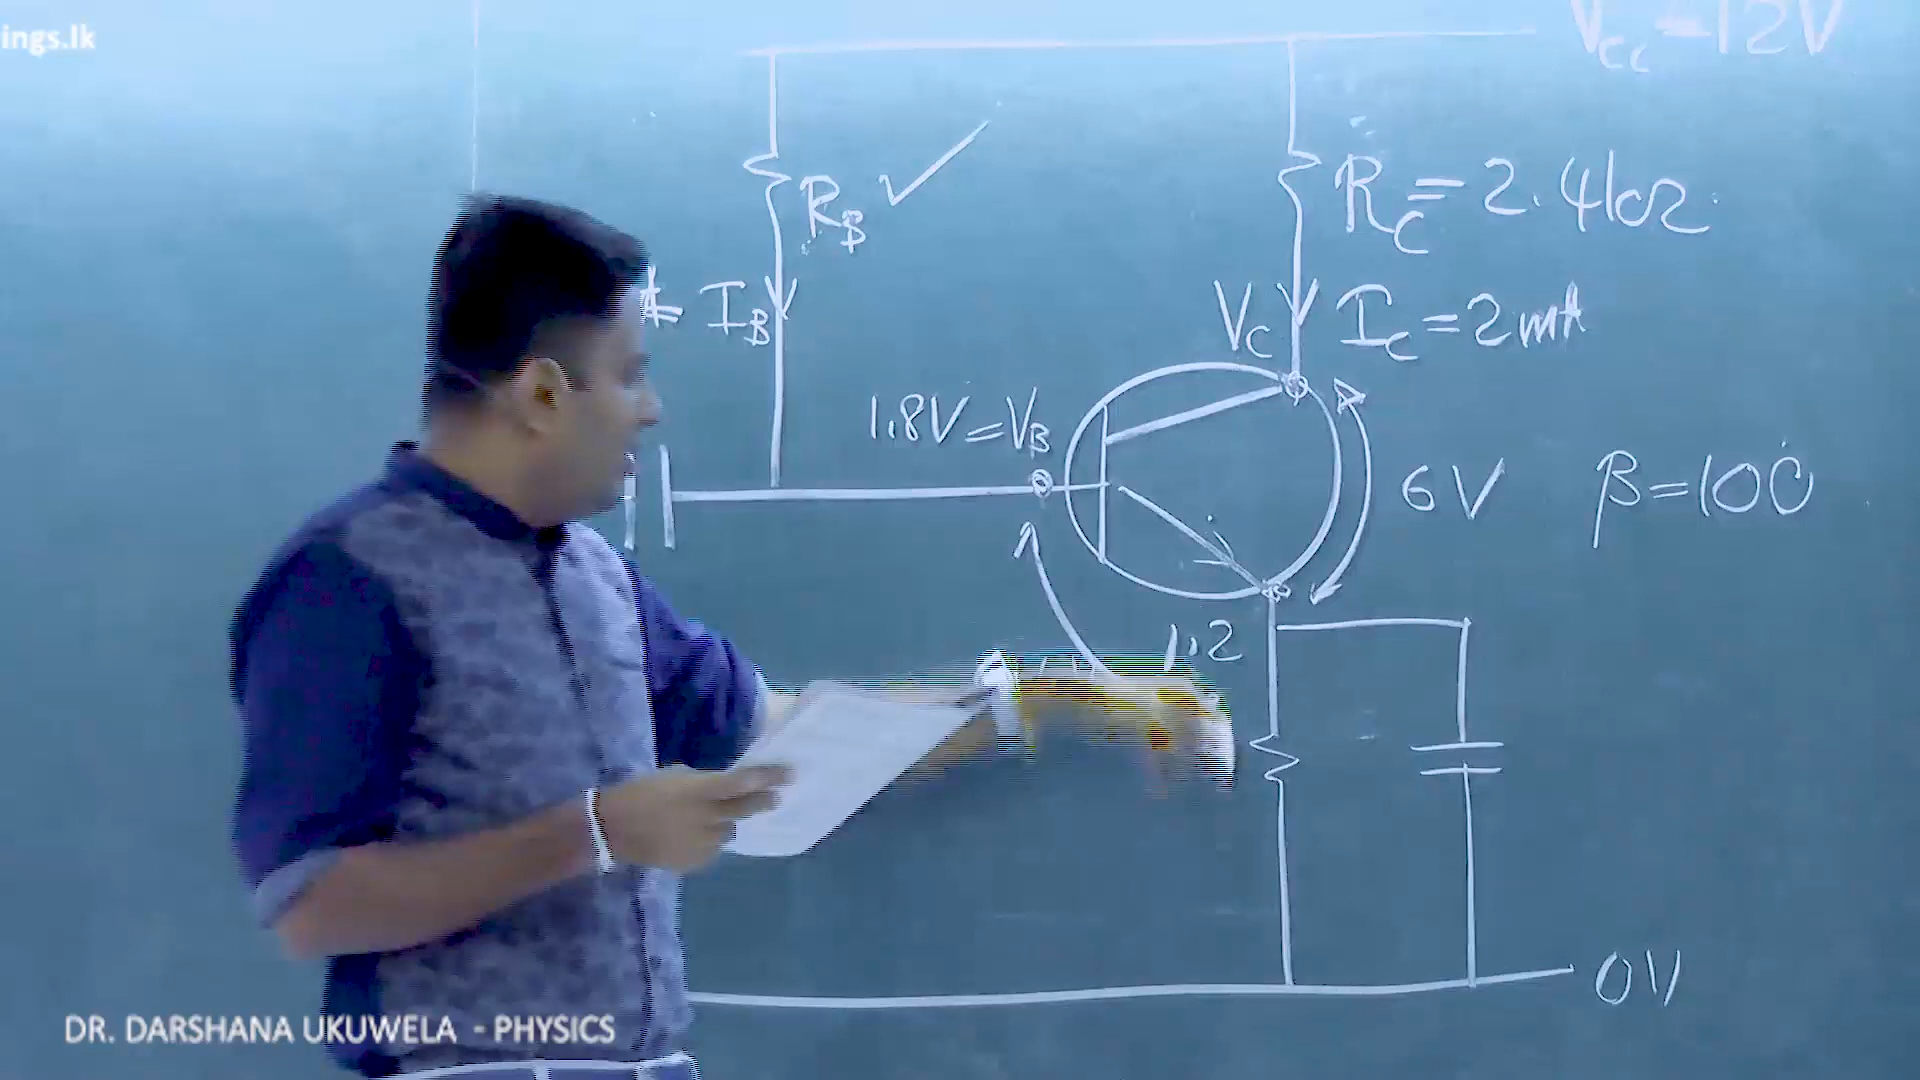 ings.lk
Vcc = 12V
RB ✓
RC = 2.4kΩ
IB
VC
IC = 2mA
1.8V = VB
6V
β = 100
1.2
0V
DR. DARSHANA UKUWELA - PHYSICS